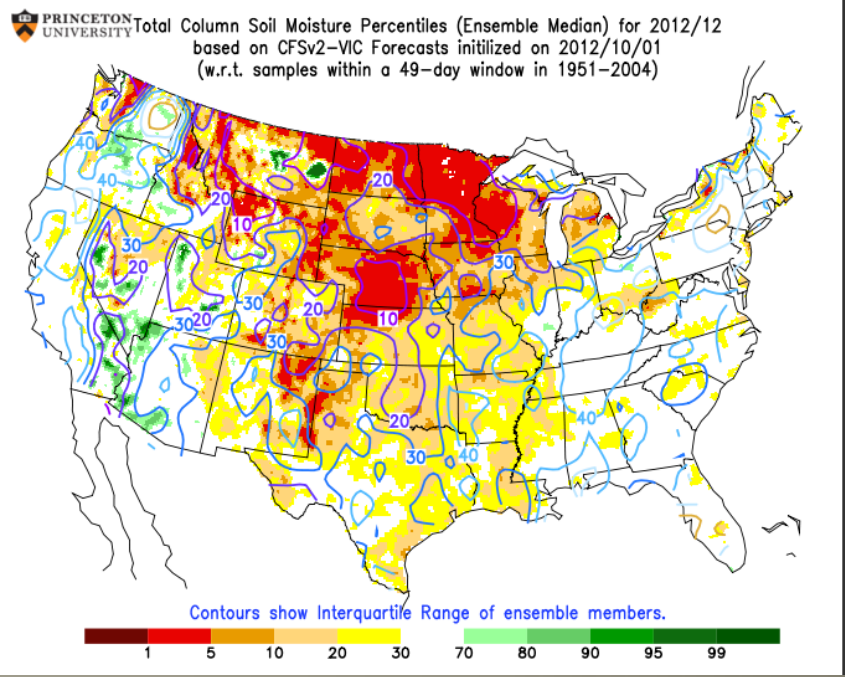 PRINCETON
UNIVERSITY
Total Column Soil Moisture Percentiles (Ensemble Median) for 2012/12
based on CFSv2-VIC Forecasts initilized on 2012/10/01
(w.r.t. samples within a 49-day window in 1951-2004)
40
20
40
20
10
30
30
20
30
20
10
30
20
30
30
20
40
30
40
Contours show Interquartile Range of ensemble members.
1 5 10 20 30 70 80 90 95 99